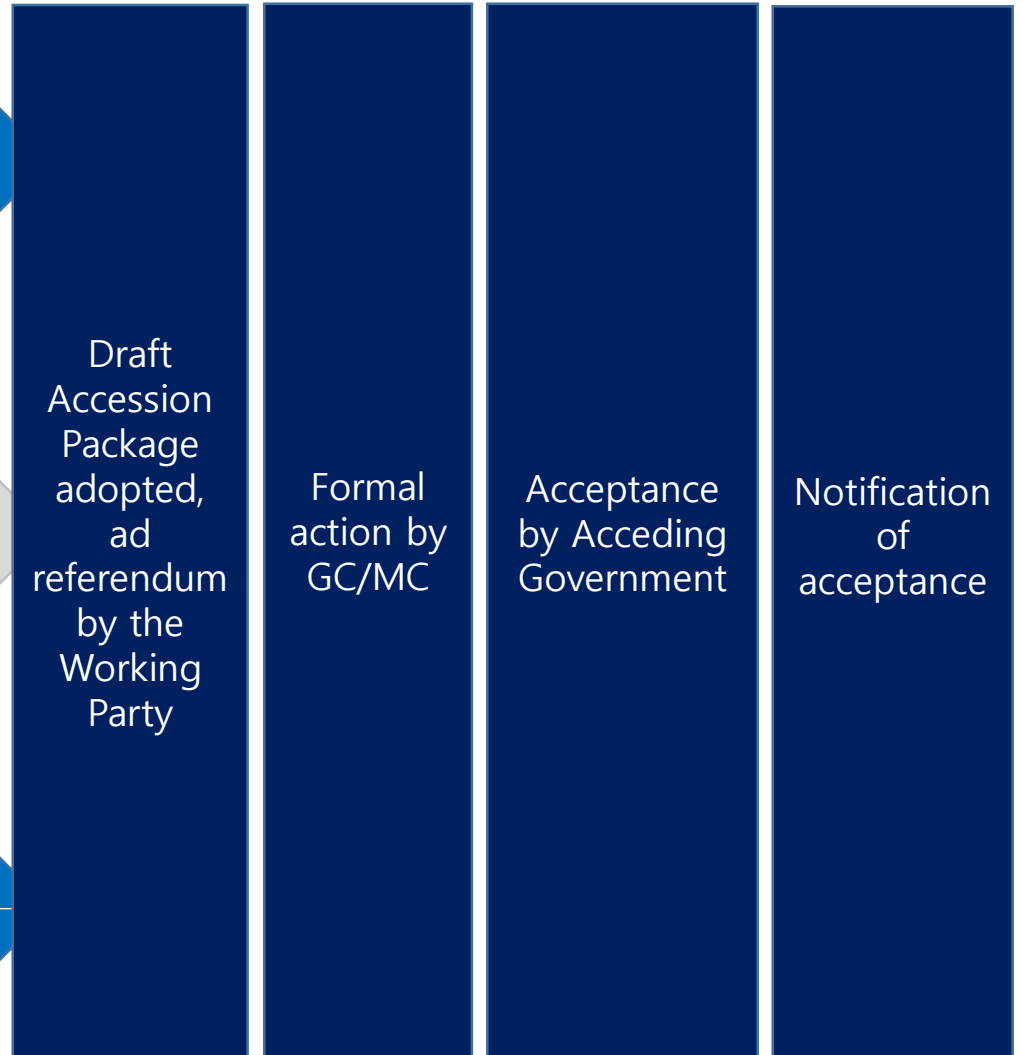 Draft
Accession
Package
adopted,
ad
referendum
by the
Working
Party
Formal
action by
GC/MC
Acceptance
by Acceding
Government
Notification
of
acceptance